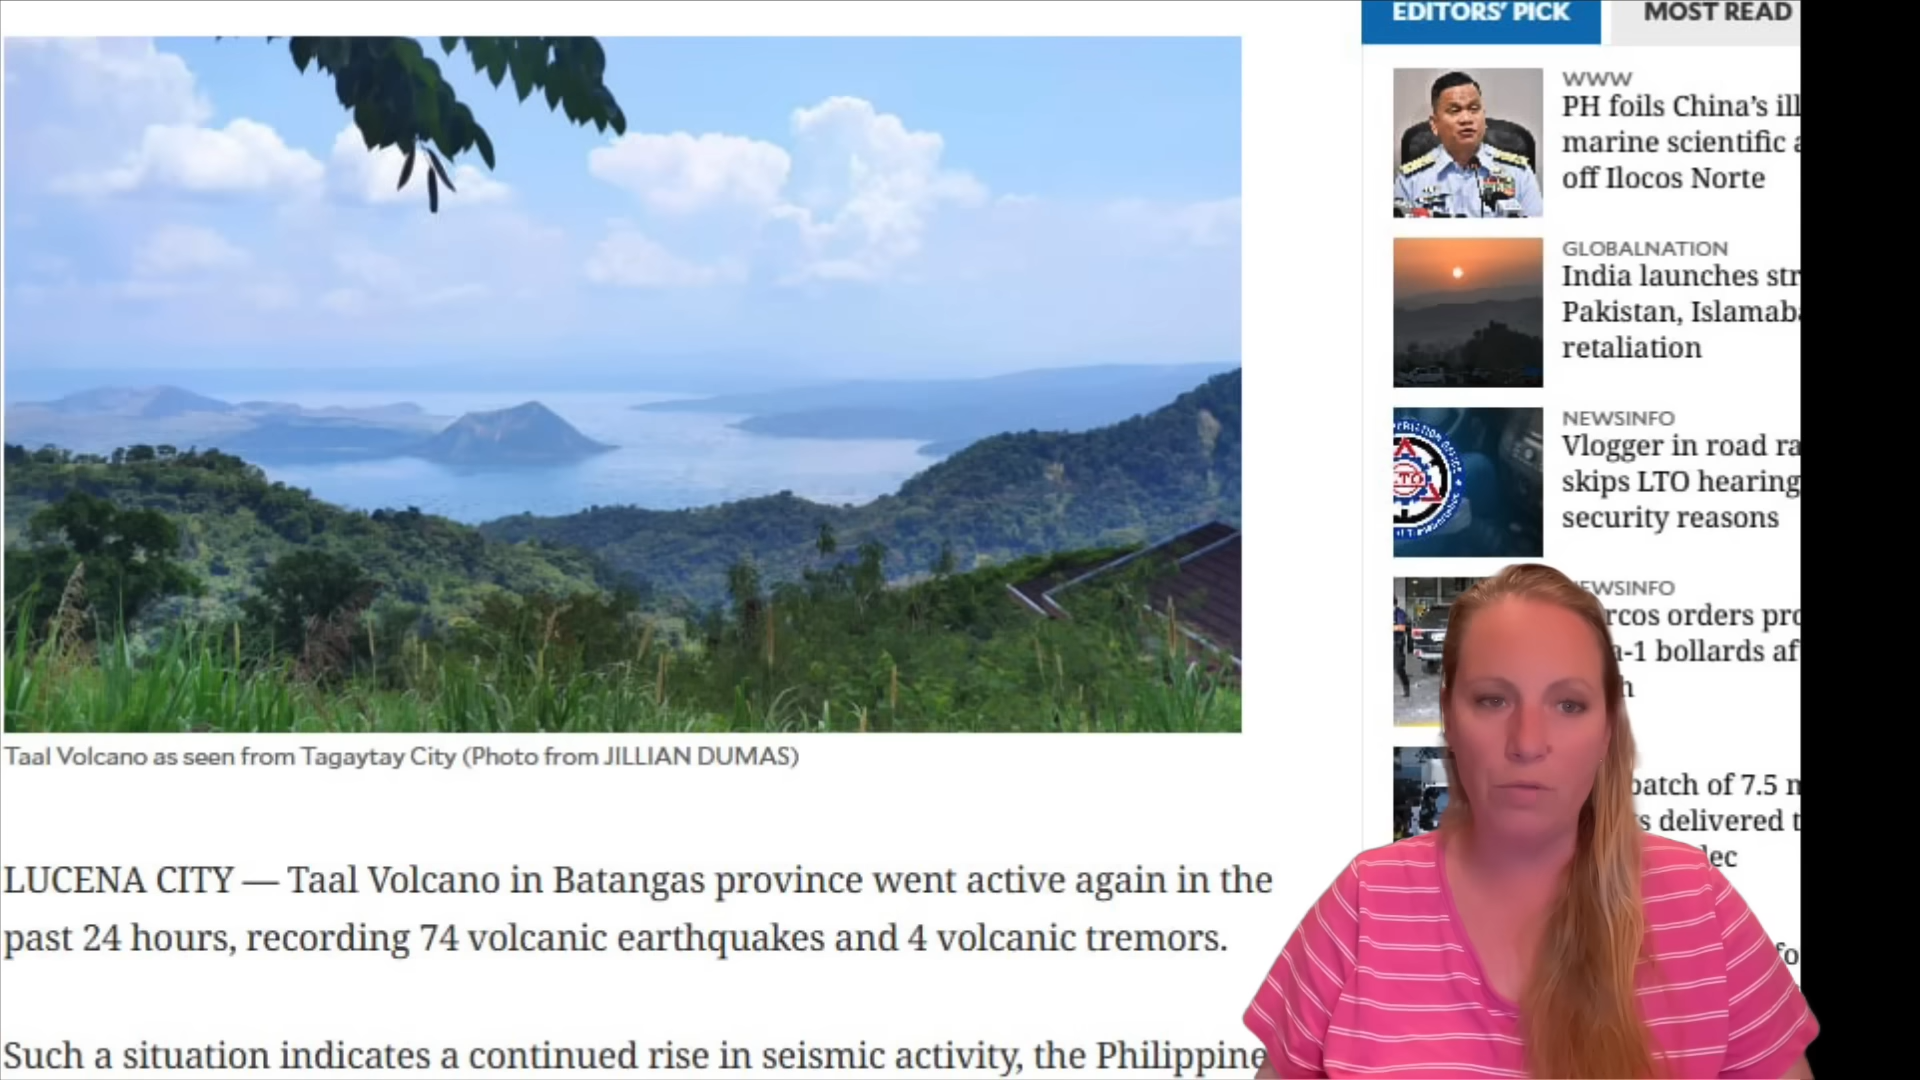 EDITORS' PICK
MOST READ
WWW
PH foils China's ill
marine scientific a
off Ilocos Norte
GLOBALNATION
India launches str
Pakistan, Islamaba
retaliation
NEWSINFO
Vlogger in road ra
skips LTO hearing
security reasons
EWSINFO
rcos orders pro
a-1 bollards af
h
batch of 7.5 m
s delivered t
lec
fo
Taal Volcano as seen from Tagaytay City (Photo from JILLIAN DUMAS)
LUCENA CITY — Taal Volcano in Batangas province went active again in the
past 24 hours, recording 74 volcanic earthquakes and 4 volcanic tremors.
Such a situation indicates a continued rise in seismic activity, the Philippine